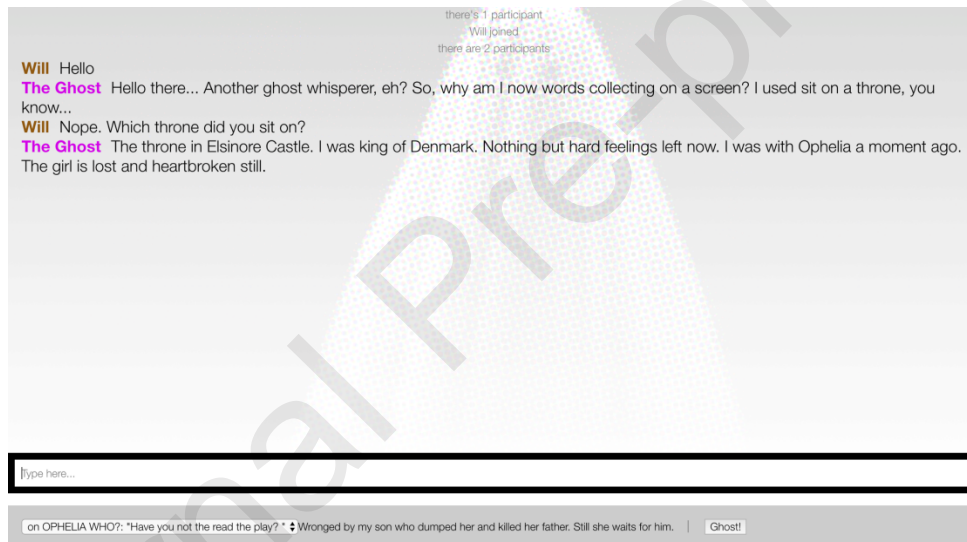 there's 1 participant
Will joined
there are 2 participants
Will Hello
The Ghost Hello there... Another ghost whisperer, eh? So, why am I now words collecting on a screen? I used sit on a throne, you
know...
Will Nope. Which throne did you sit on?
The Ghost The throne in Elsinore Castle. I was king of Denmark. Nothing but hard feelings left now. I was with Ophelia a moment ago.
The girl is lost and heartbroken still.
Type here...
on OPHELIA WHO?: "Have you not the read the play? " Wronged by my son who dumped her and killed her father. Still she waits for him. | Ghost!
nal Pre-p